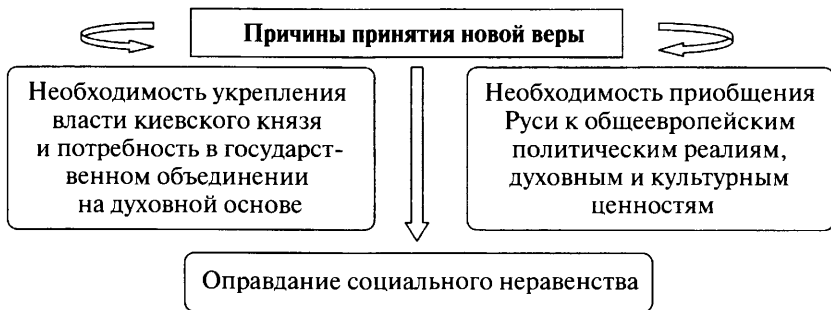 Причины принятия новой веры
Необходимость укрепления
власти киевского князя
и потребность в государст-
венном объединении
на духовной основе
Необходимость приобщения
Руси к общеевропейским
политическим реалиям,
духовным и культурным
ценностям
Оправдание социального неравенства